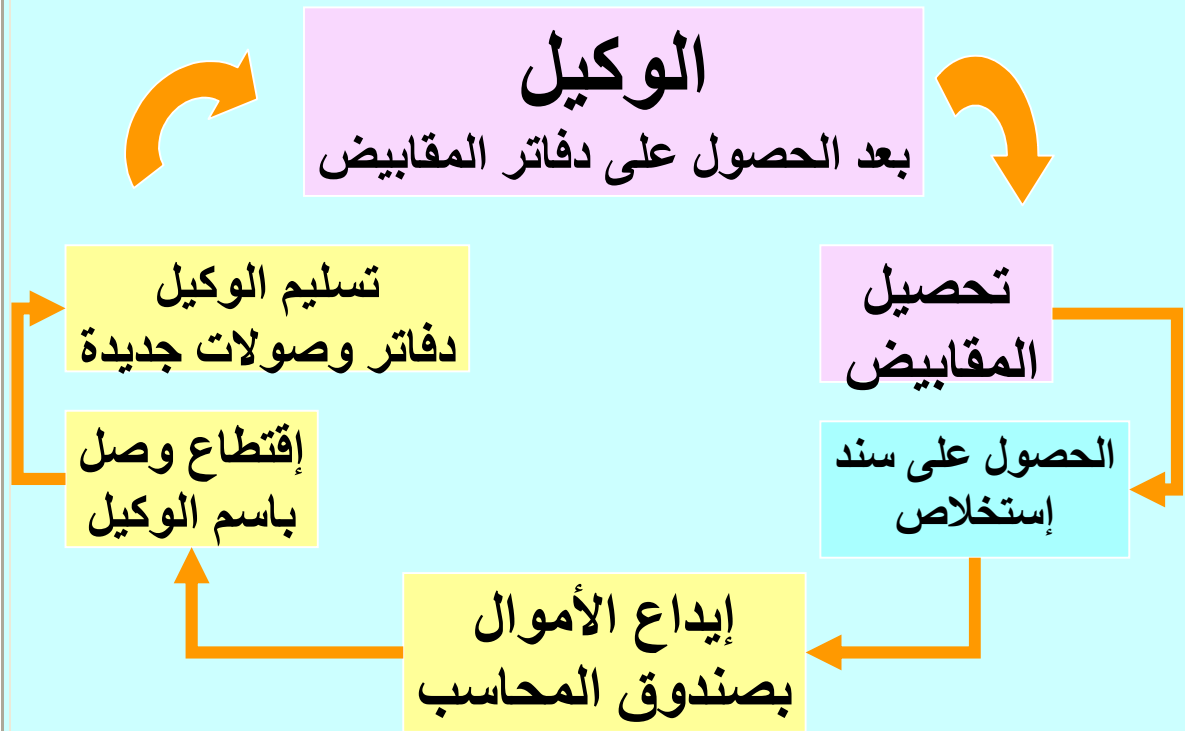 الوكيل
بعد الحصول على دفاتر المقابيض
تحصيل
المقابيض
الحصول على سند
إستخلاص
إيداع الأموال
بصندوق المحاسب
إقتطاع وصل
باسم الوكيل
تسليم الوكيل
دفاتر وصولات جديدة